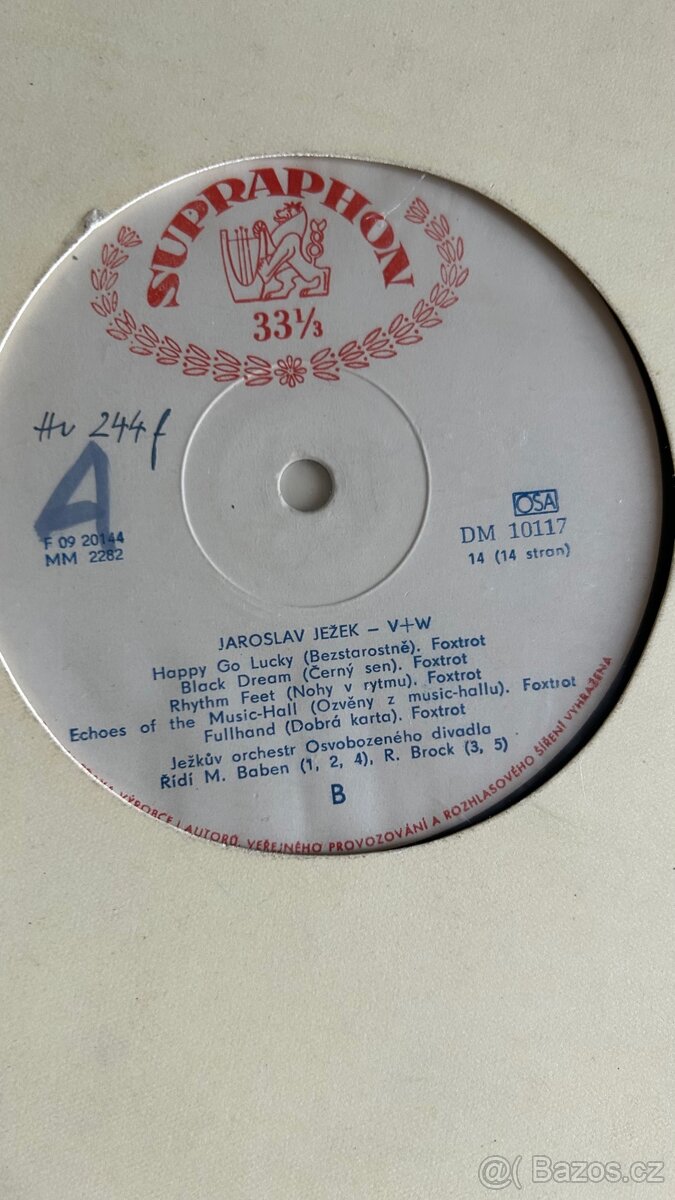 SUPRAPHON
33⅓
Hv 244f
A
F 09 20144
MM 2282
OSA
DM 10117
14 (14 stran)
JAROSLAV JEŽEK – V+W
Happy Go Lucky (Bezstarostně). Foxtrot
Black Dream (Černý sen). Foxtrot
Rhythm Feet (Nohy v rytmu). Foxtrot
Echoes of the Music-Hall (Ozvěny z music-hallu). Foxtrot
Fullhand (Dobrá karta). Foxtrot
Ježkův orchestr Osvobozeného divadla
Řídí M. Baben (1, 2, 4), R. Brock (3, 5)
B
VÝROBCE I AUTORŮ. VEŘEJNÉHO PROVOZOVÁNÍ A ROZHLASOVÉHO ŠÍŘENÍ VYHRAŽENA
@( Bazos.cz